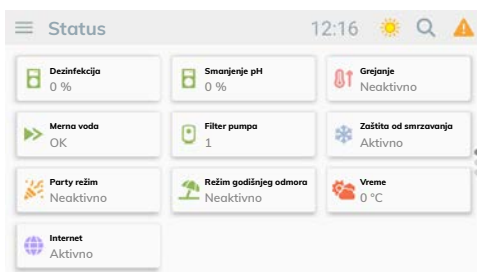 Status 12:16
Dezinfekcija
0 %
Smanjenje pH
0 %
Grejanje
Neaktivno
Merna voda
OK
Filter pumpa
1
Zaštita od smrzavanja
Aktivno
Party režim
Neaktivno
Režim godišnjeg odmora
Neaktivno
Vreme
0 °C
Internet
Aktivno